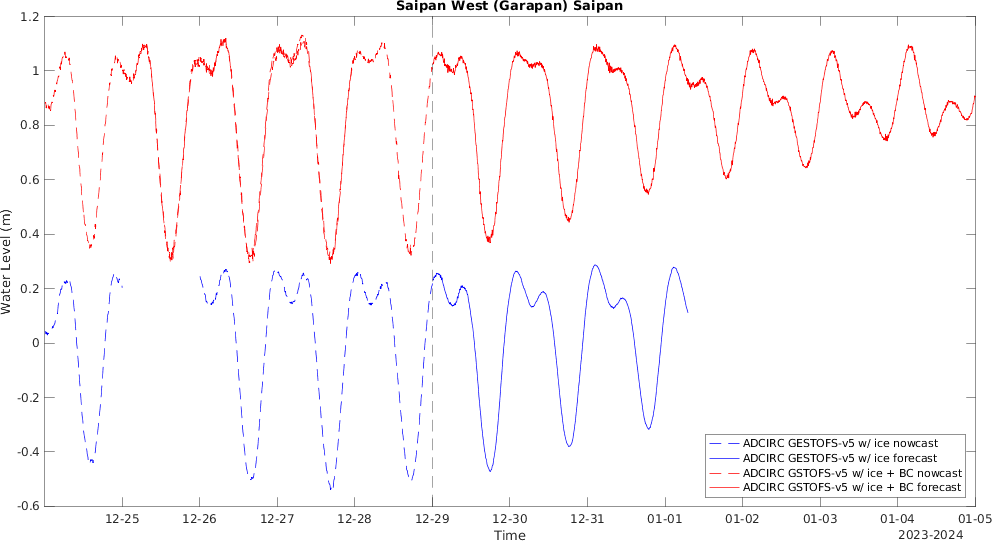 Saipan West (Garapan) Saipan
Water Level (m)
1.2
1
0.8
0.6
0.4
0.2
0
-0.2
-0.4
-0.6
ADCIRC GESTOFS-v5 w/ ice nowcast
ADCIRC GESTOFS-v5 w/ ice forecast
ADCIRC GSTOFS-v5 w/ ice + BC nowcast
ADCIRC GSTOFS-v5 w/ ice + BC forecast
12-25 12-26 12-27 12-28 12-29 12-30 12-31 01-01 01-02 01-03 01-04 01-05
Time
2023-2024